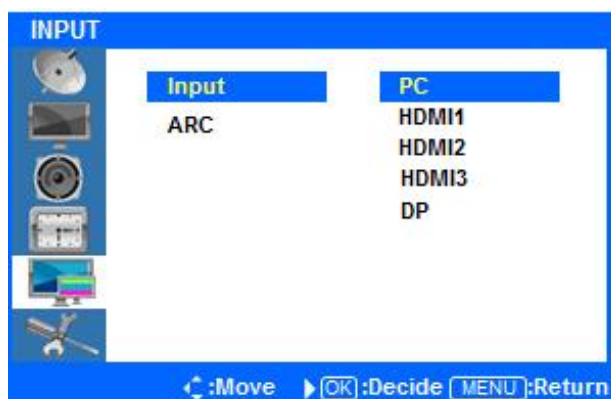 INPUT
Input
ARC
PC
HDMI1
HDMI2
HDMI3
DP
:Move OK:Decide MENU:Return